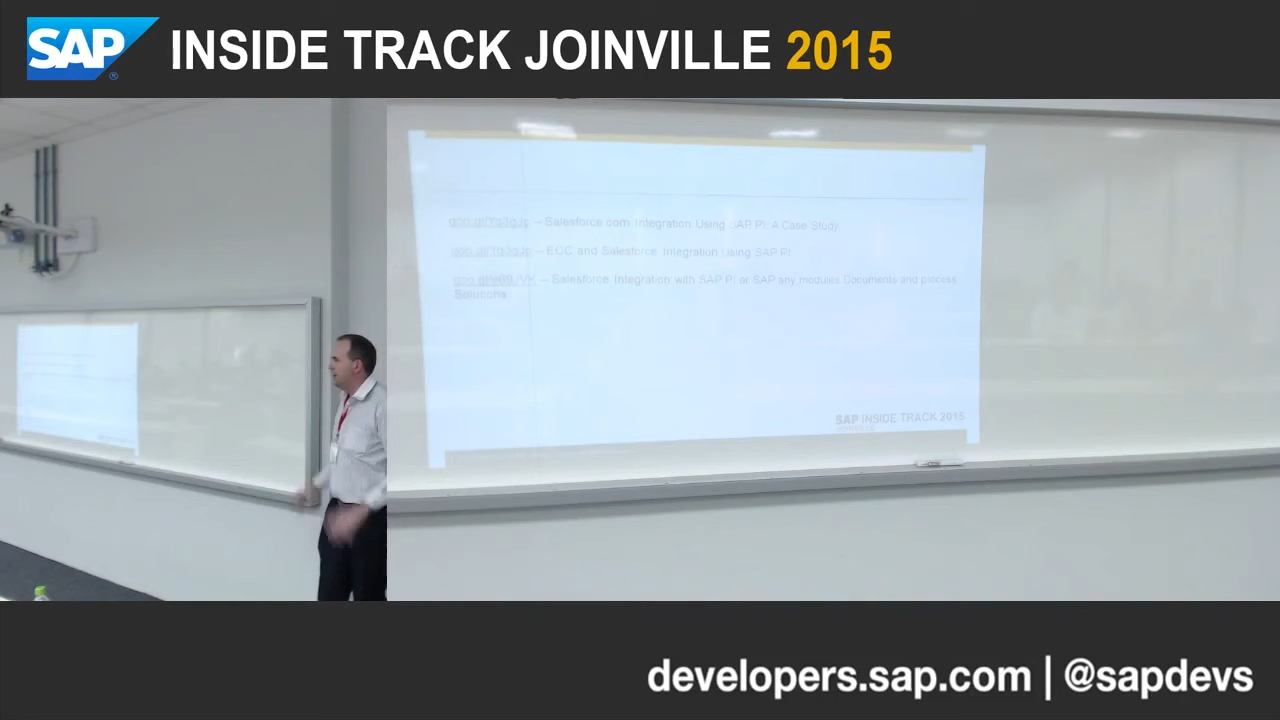 SAP INSIDE TRACK JOINVILLE 2015
– Salesforce.com Integration Using SAP PI: A Case Study
– ECC and Salesforce Integration Using SAP PI
– Salesforce Integration with SAP PI or SAP any modules Documents and process
Solutions
SAP INSIDE TRACK 2015
JOINVILLE
developers.sap.com | @sapdevs